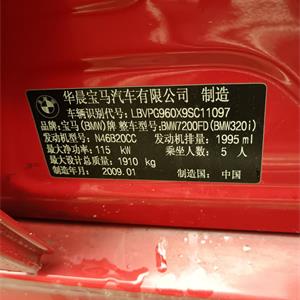 华晨宝马汽车有限公司 制造
车辆识别代号: LBVPG960X9SC11097
品牌: 宝马(BMW)牌 整车型号: BMW7200FD(BMW320i)
发动机型号: N46B20CC 发动机排量: 1995 ml
最大净功率: 115 kW 乘坐人数: 5 人
最大设计总质量: 1910 kg
制造年月: 2009.01 制造国: 中国